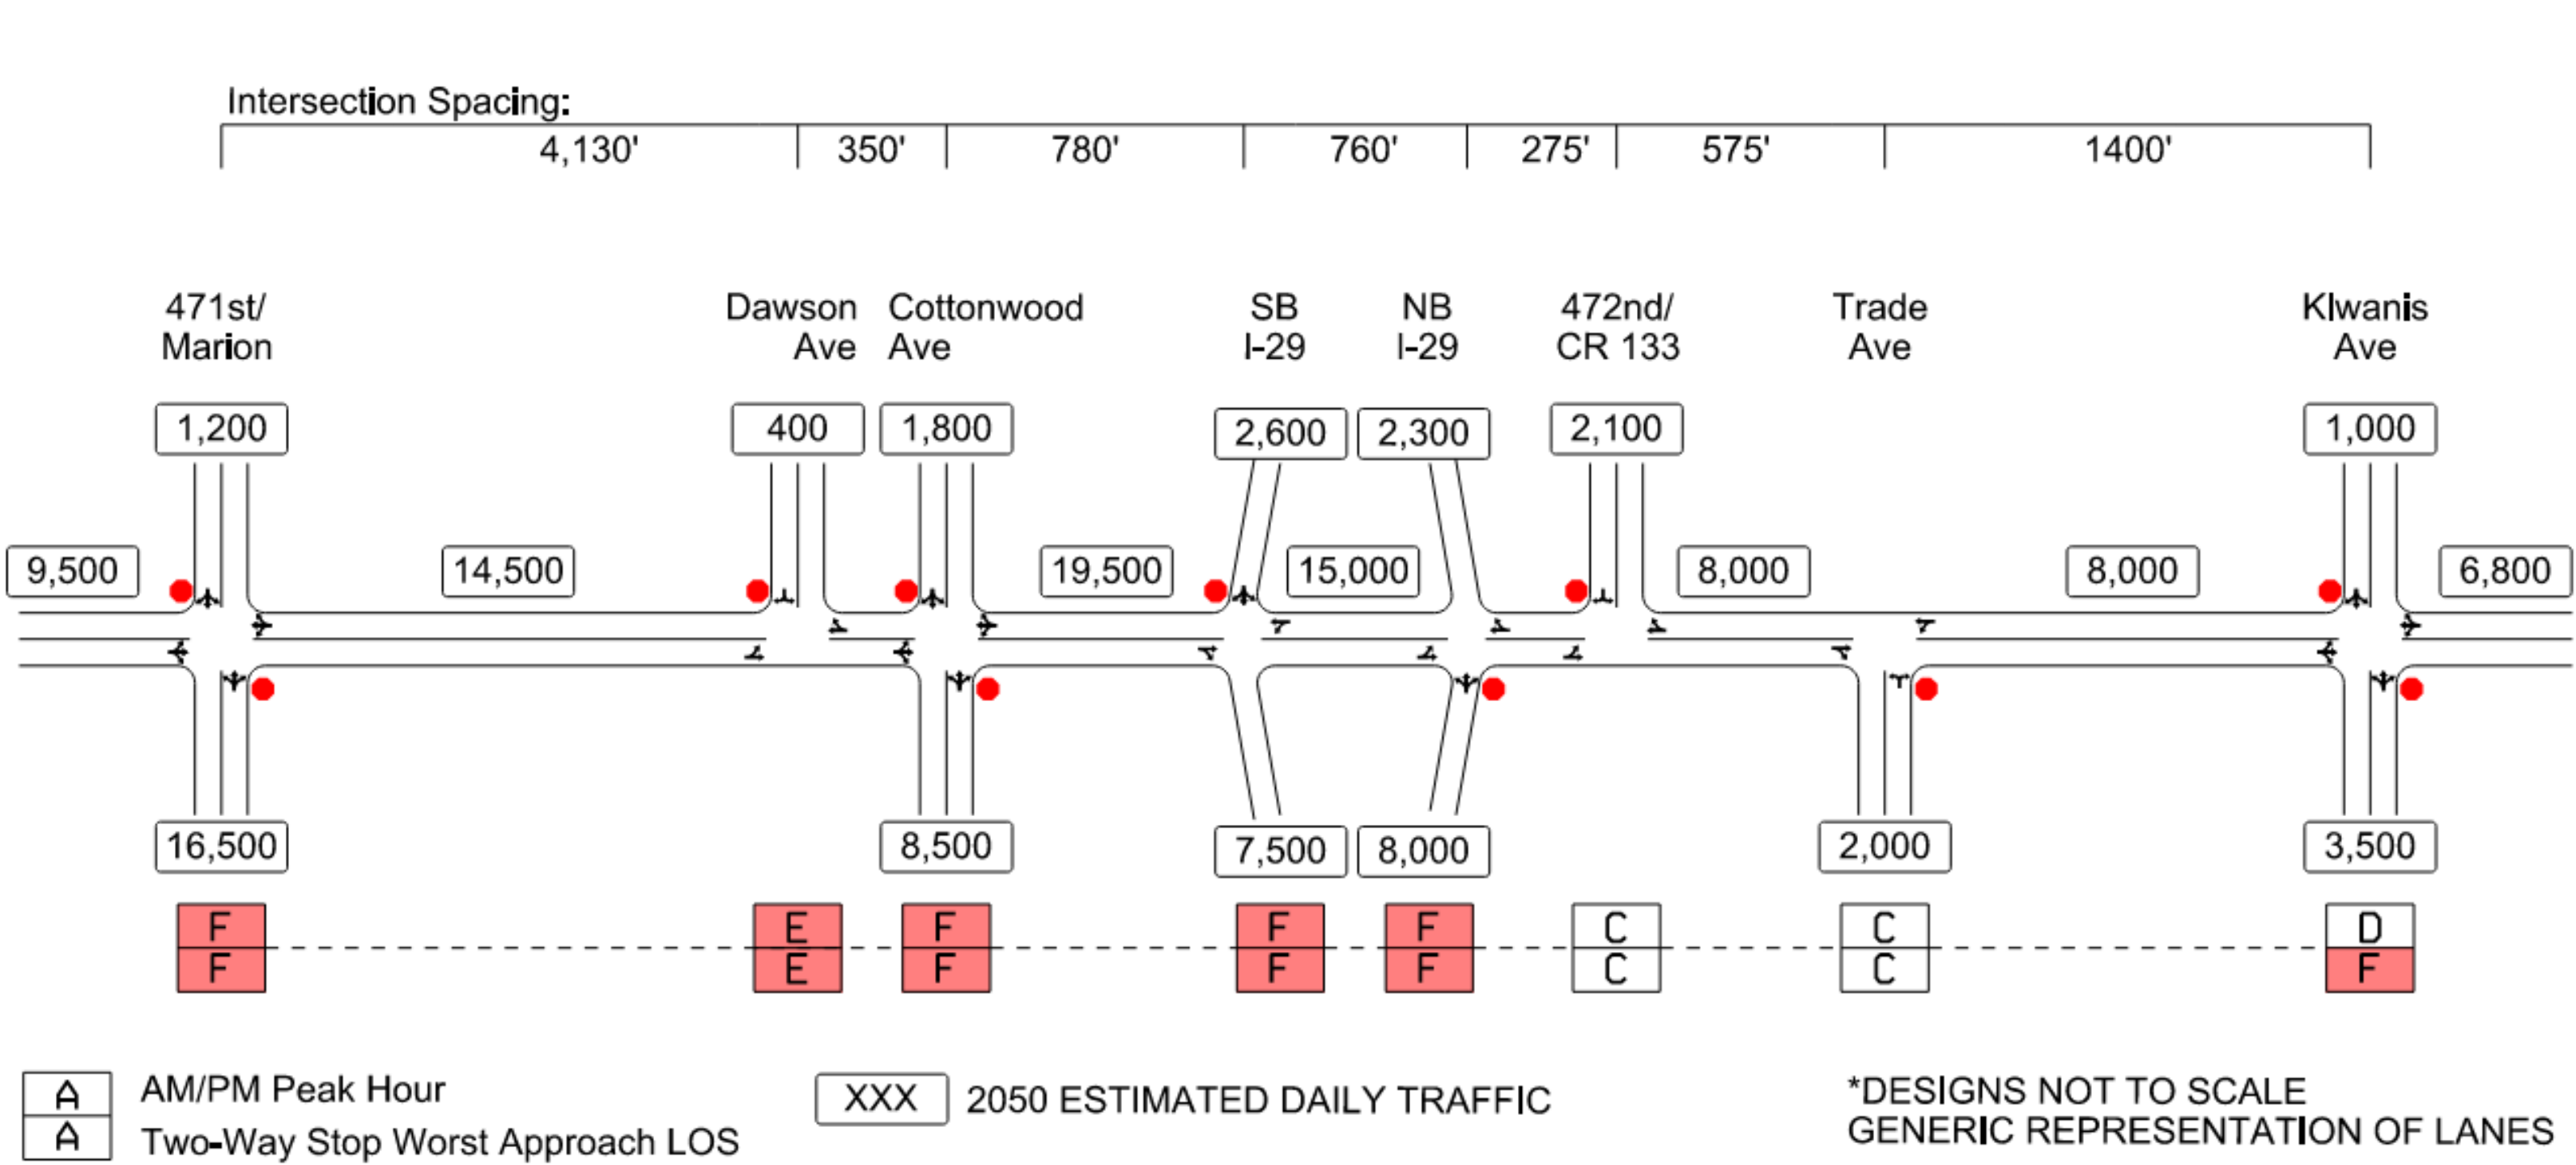 Intersection Spacing:
4,130' 350' 780' 760' 275' 575' 1400'
471st/ Dawson Cottonwood SB NB 472nd/ Trade KIwanis
Marion Ave Ave I-29 I-29 CR 133 Ave Ave
1,200 400 1,800 2,600 2,300 2,100 1,000
9,500 14,500 19,500 15,000 8,000 8,000 6,800
16,500 8,500 7,500 8,000 2,000 3,500
F E F F F C C D
F E F F F C C F
A AM/PM Peak Hour
A Two-Way Stop Worst Approach LOS
XXX 2050 ESTIMATED DAILY TRAFFIC
*DESIGNS NOT TO SCALE
GENERIC REPRESENTATION OF LANES